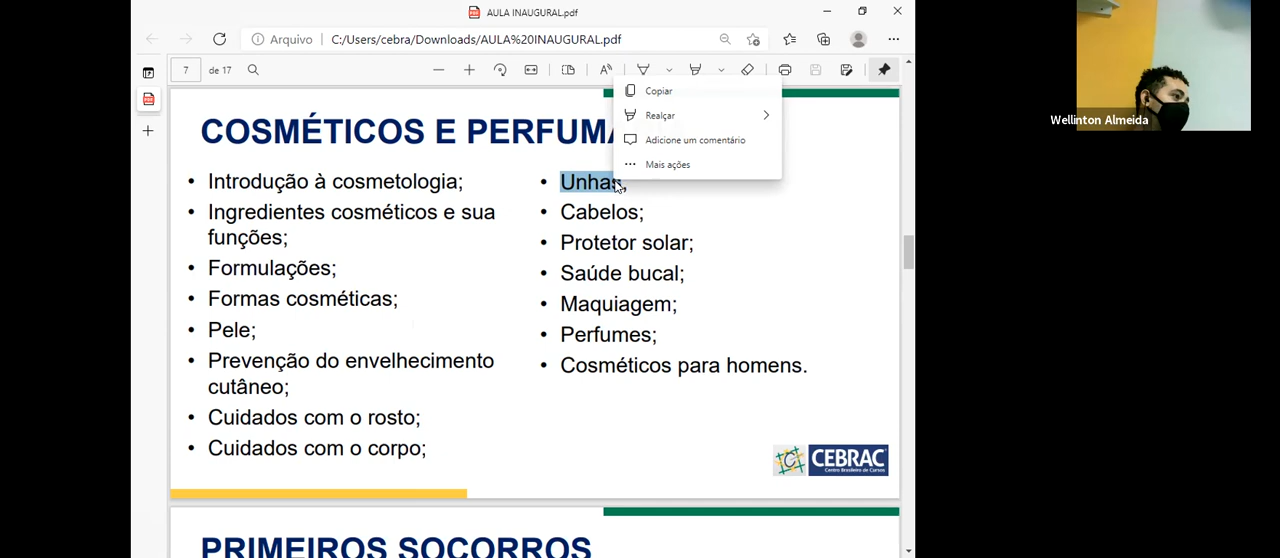 AULA INAUGURAL.pdf
Arquivo
C:/Users/cebra/Downloads/AULA%20INAUGURAL.pdf
7 de 17
Copiar
Realçar
Adicione um comentário
Mais ações
COSMÉTICOS E
• Introdução à cosmetologia;
• Ingredientes cosméticos e sua
funções;
• Formulações;
• Formas cosméticas;
• Pele;
• Prevenção do envelhecimento
cutâneo;
• Cuidados com o rosto;
• Cuidados com o corpo;
• Unhas;
• Cabelos;
• Protetor solar;
• Saúde bucal;
• Maquiagem;
• Perfumes;
• Cosméticos para homens.
CEBRAC
Centro Brasileiro de Cursos
PRIMEIROS SOCORROS
Wellinton Almeida